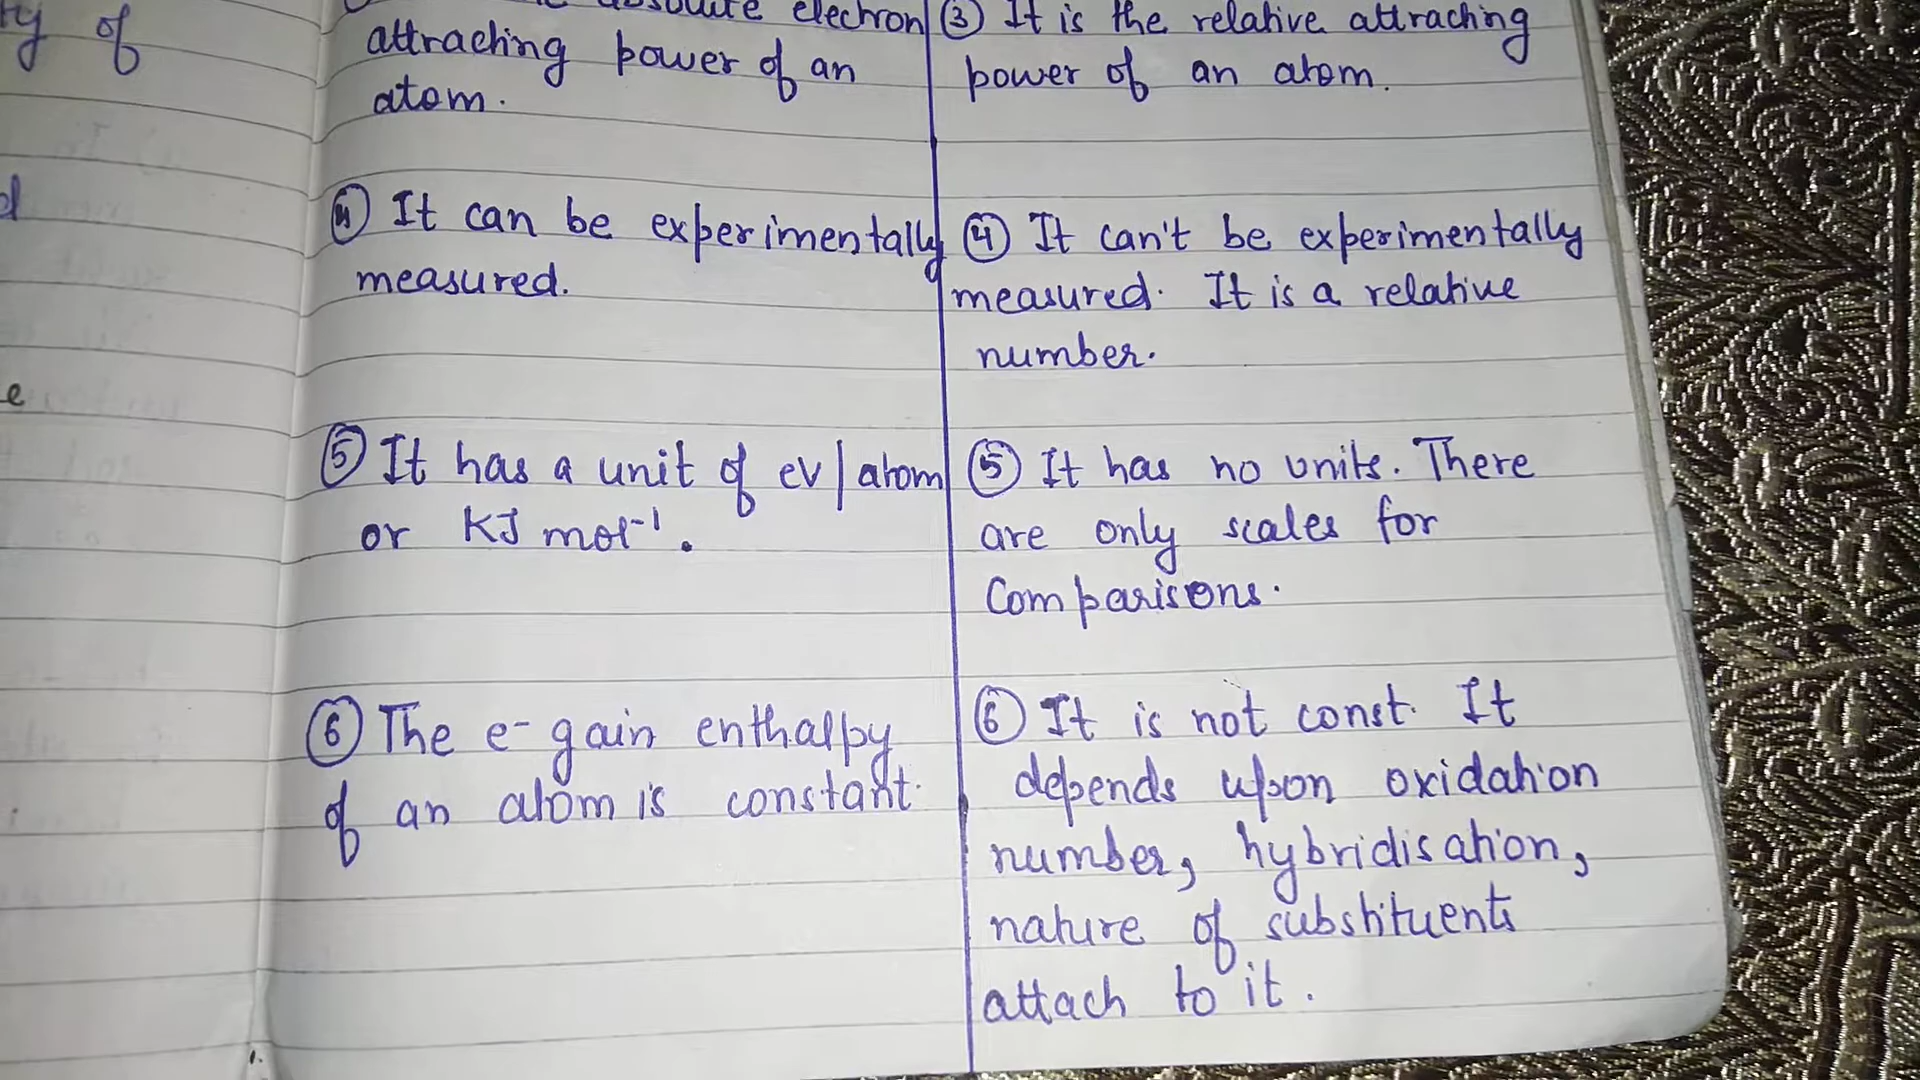 ty of
d
e
absolute electron
attracting power of an
atom.
④ It can be experimentally
measured.
⑤ It has a unit of ev/atom
or KJ mol⁻¹.
⑥ The e⁻ gain enthalpy
of an atom is constant.
③ It is the relative attracting
power of an atom.
④ It can't be experimentally
measured. It is a relative
number.
⑤ It has no units. There
are only scales for
Comparisons.
⑥ It is not const. It
depends upon oxidation
number, hybridisation,
nature of substituents
attach to it.